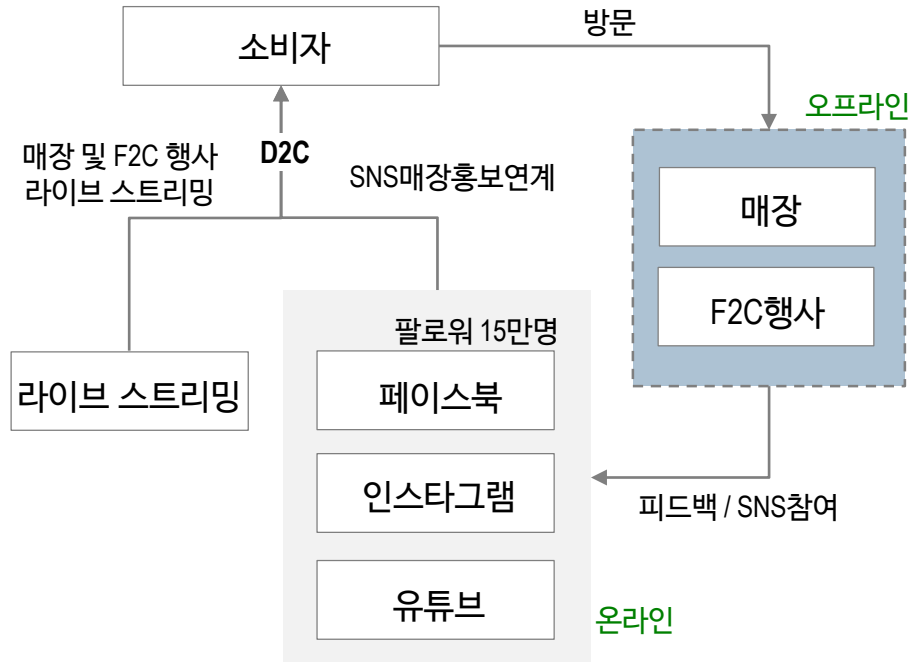 방문
소비자
오프라인
매장 및 F2C 행사
라이브 스트리밍
D2C
SNS매장홍보연계
매장
F2C행사
팔로워 15만명
라이브 스트리밍
페이스북
인스타그램
피드백 / SNS참여
유튜브
온라인